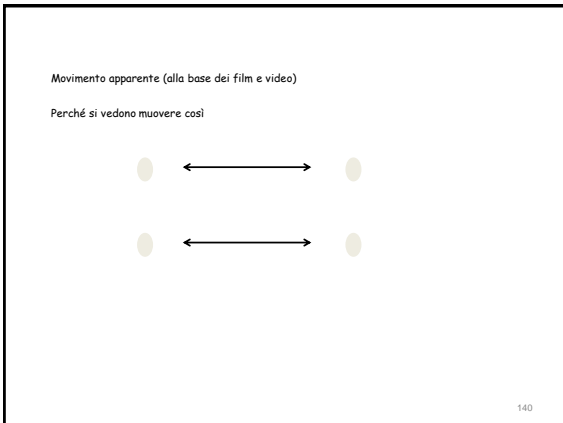 Movimento apparente (alla base dei film e video)
Perché si vedono muovere così
140